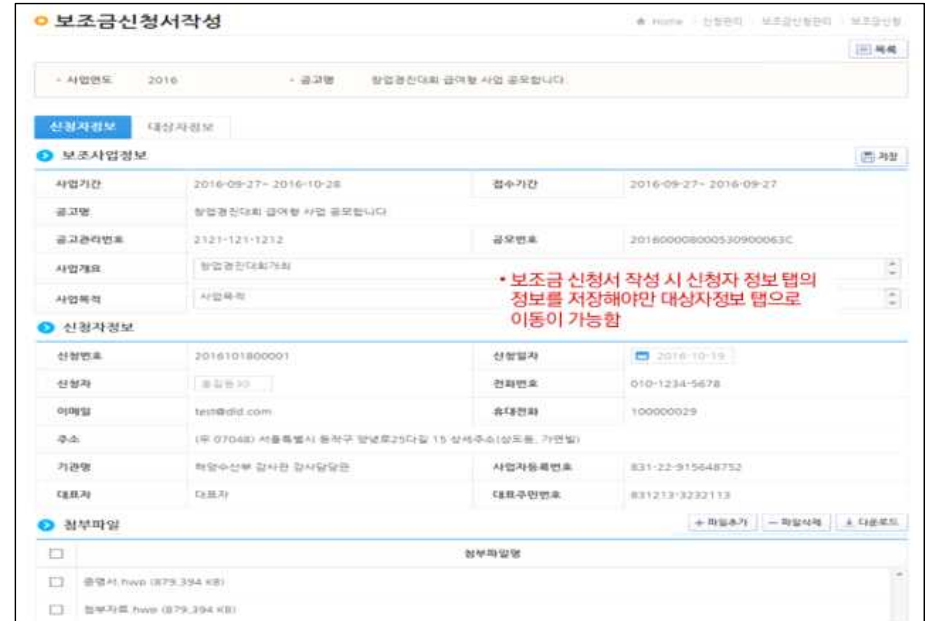 보조금신청서작성
Home 신청관리 보조금신청관리 보조금신청
목록
사업연도 2016 공고명 창업경진대회 급여형 사업 공모합니다.
신청자정보 대상자정보
보조사업정보 저장
사업기간 2016-09-27~ 2016-10-28 접수기간 2016-09-27~ 2016-09-27
공고명 창업경진대회 급여형 사업 공모합니다
공고관리번호 2121-121-1212 공모번호 201600008000530900063C
사업개요 창업경진대회개최
사업목적 사업목적
• 보조금 신청서 작성 시 신청자 정보 탭의
정보를 저장해야만 대상자정보 탭으로
이동이 가능함
신청자정보
신청번호 2016101800001 신청일자 2016-10-19
신청자 전화번호 010-1234-5678
이메일 test@dld.com 휴대전화 100000029
주소 (우 07048) 서울특별시 동작구 양녕로25다길 15 상세주소(상도동, 가연빌)
기관명 해양수산부 감사관 감사담당관 사업자등록번호 831-22-915648752
대표자 대표자 대표주민번호 831213-3232113
첨부파일 + 파일추가 − 파일삭제 다운로드
첨부파일명
증명서.hwp (879.394 KB)
첨부자료.hwp (879.394 KB)